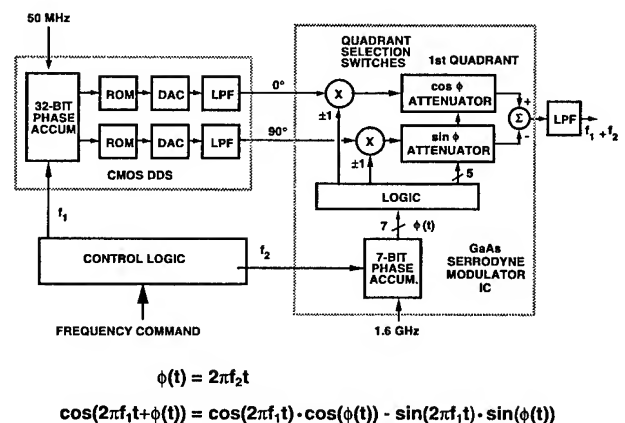 50 MHz
QUADRANT
SELECTION
SWITCHES
1st QUADRANT
32-BIT
PHASE
ACCUM
ROM
DAC
LPF
0°
X
cos ϕ
ATTENUATOR
+
Σ
-
LPF
f₁ + f₂
±1
ROM
DAC
LPF
90°
X
sin ϕ
ATTENUATOR
±1
5
CMOS DDS
LOGIC
f₁
7
ϕ(t)
CONTROL LOGIC
f₂
7-BIT
PHASE
ACCUM.
GaAs
SERRODYNE
MODULATOR
IC
FREQUENCY COMMAND
1.6 GHz
ϕ(t) = 2πf₂t
cos(2πf₁t+ϕ(t)) = cos(2πf₁t)•cos(ϕ(t)) - sin(2πf₁t)•sin(ϕ(t))